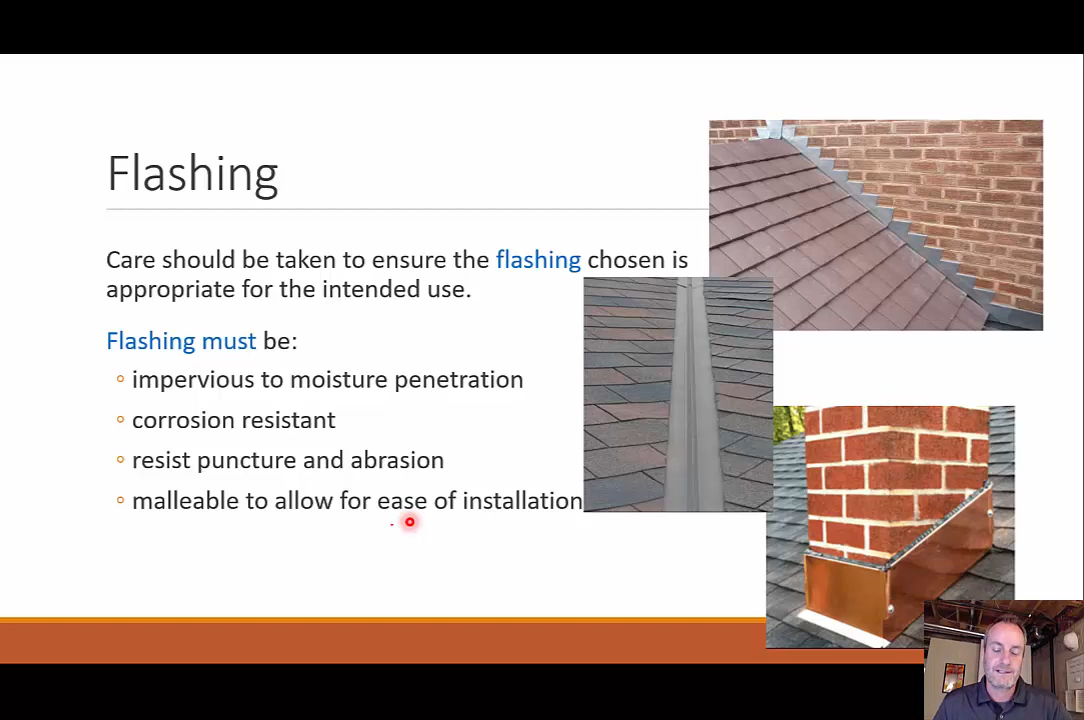 Flashing
Care should be taken to ensure the flashing chosen is
appropriate for the intended use.
Flashing must be:
◦ impervious to moisture penetration
◦ corrosion resistant
◦ resist puncture and abrasion
◦ malleable to allow for ease of installation